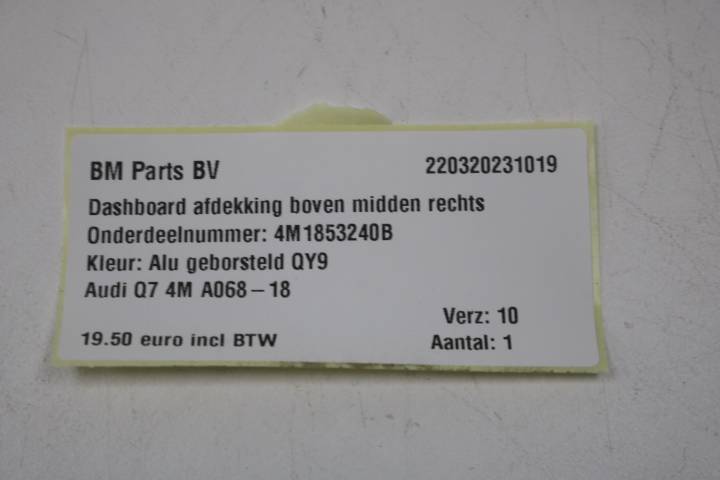 BM Parts BV 220320231019
Dashboard afdekking boven midden rechts
Onderdeelnummer: 4M1853240B
Kleur: Alu geborsteld QY9
Audi Q7 4M A068 – 18
Verz: 10
19.50 euro incl BTW Aantal: 1